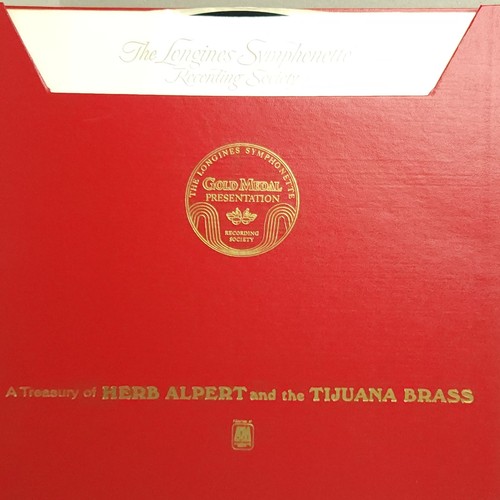 The Longines Symphonette
Recording Society
THE LONGINES SYMPHONETTE
GOLD MEDAL
PRESENTATION
RECORDING
SOCIETY
A Treasury of HERB ALPERT and the TIJUANA BRASS